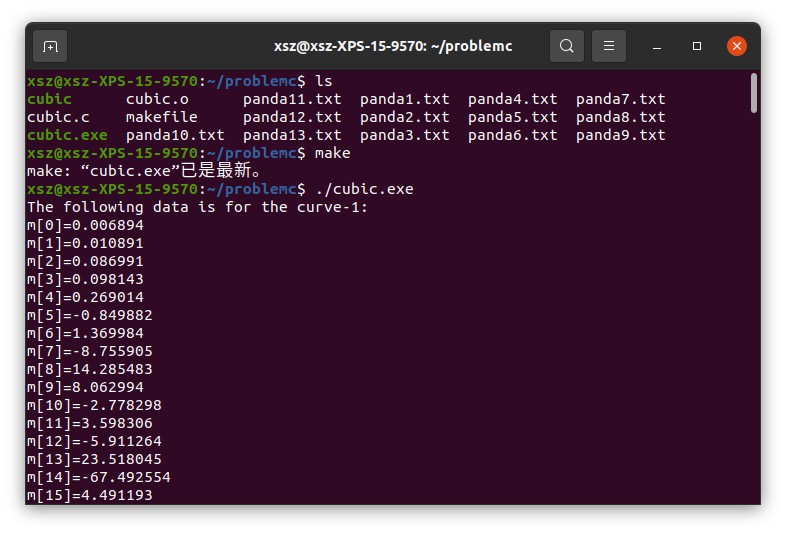 xsz@xsz-XPS-15-9570: ~/problemc
xsz@xsz-XPS-15-9570:~/problemc$ ls
cubic      cubic.o      panda11.txt  panda1.txt  panda4.txt  panda7.txt
cubic.c    makefile     panda12.txt  panda2.txt  panda5.txt  panda8.txt
cubic.exe  panda10.txt  panda13.txt  panda3.txt  panda6.txt  panda9.txt
xsz@xsz-XPS-15-9570:~/problemc$ make
make: “cubic.exe”已是最新。
xsz@xsz-XPS-15-9570:~/problemc$ ./cubic.exe
The following data is for the curve-1:
m[0]=0.006894
m[1]=0.010891
m[2]=0.086991
m[3]=0.098143
m[4]=0.269014
m[5]=-0.849882
m[6]=1.369984
m[7]=-8.755905
m[8]=14.285483
m[9]=8.062994
m[10]=-2.778298
m[11]=3.598306
m[12]=-5.911264
m[13]=23.518045
m[14]=-67.492554
m[15]=4.491193